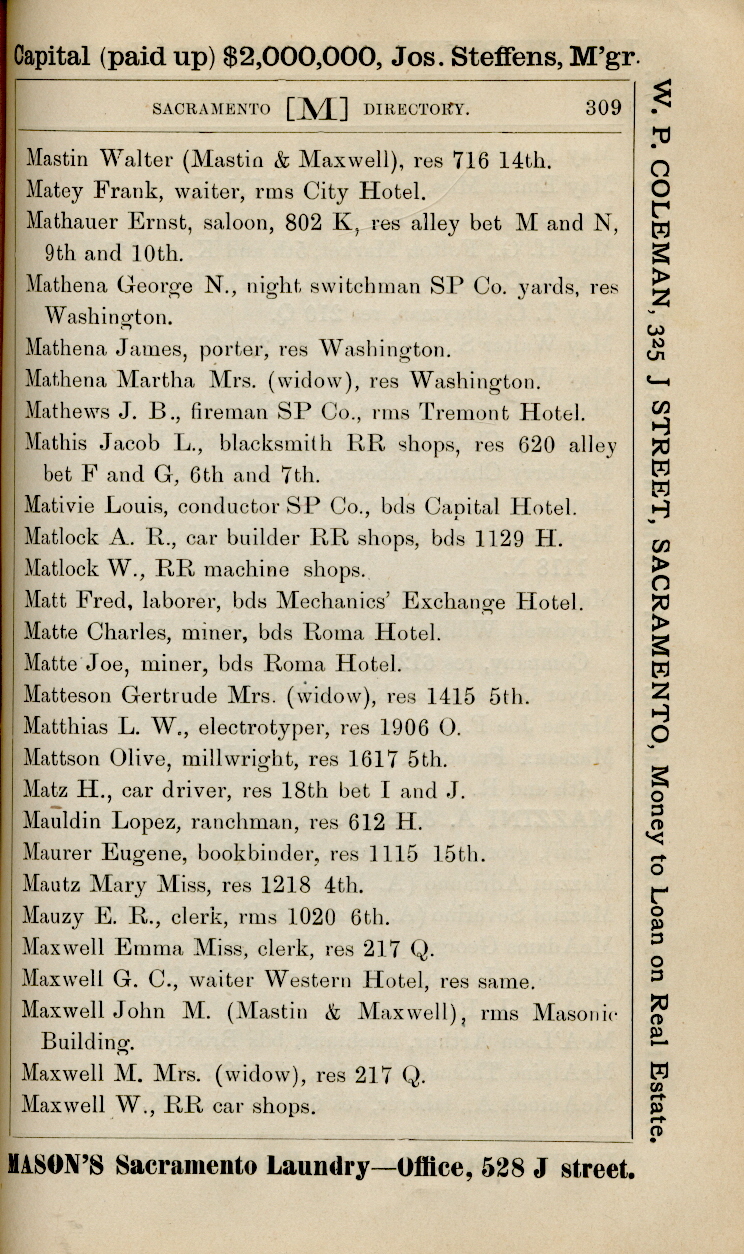 Capital (paid up) $2,000,000, Jos. Steffens, M'gr.
SACRAMENTO [M] DIRECTORY. 309
Mastin Walter (Mastin & Maxwell), res 716 14th.
Matey Frank, waiter, rms City Hotel.
Mathauer Ernst, saloon, 802 K, res alley bet M and N,
9th and 10th.
Mathena George N., night switchman SP Co. yards, res
Washington.
Mathena James, porter, res Washington.
Mathena Martha Mrs. (widow), res Washington.
Mathews J. B., fireman SP Co., rms Tremont Hotel.
Mathis Jacob L., blacksmith RR shops, res 620 alley
bet F and G, 6th and 7th.
Mativie Louis, conductor SP Co., bds Capital Hotel.
Matlock A. R., car builder RR shops, bds 1129 H.
Matlock W., RR machine shops.
Matt Fred, laborer, bds Mechanics' Exchange Hotel.
Matte Charles, miner, bds Roma Hotel.
Matte Joe, miner, bds Roma Hotel.
Matteson Gertrude Mrs. (widow), res 1415 5th.
Matthias L. W., electrotyper, res 1906 O.
Mattson Olive, millwright, res 1617 5th.
Matz H., car driver, res 18th bet I and J.
Mauldin Lopez, ranchman, res 612 H.
Maurer Eugene, bookbinder, res 1115 15th.
Mautz Mary Miss, res 1218 4th.
Mauzy E. R., clerk, rms 1020 6th.
Maxwell Emma Miss, clerk, res 217 Q.
Maxwell G. C., waiter Western Hotel, res same.
Maxwell John M. (Mastin & Maxwell), rms Masonic
Building.
Maxwell M. Mrs. (widow), res 217 Q.
Maxwell W., RR car shops.
MASON'S Sacramento Laundry—Office, 528 J street.
W. P. COLEMAN, 325 J STREET, SACRAMENTO, Money to Loan on Real Estate.